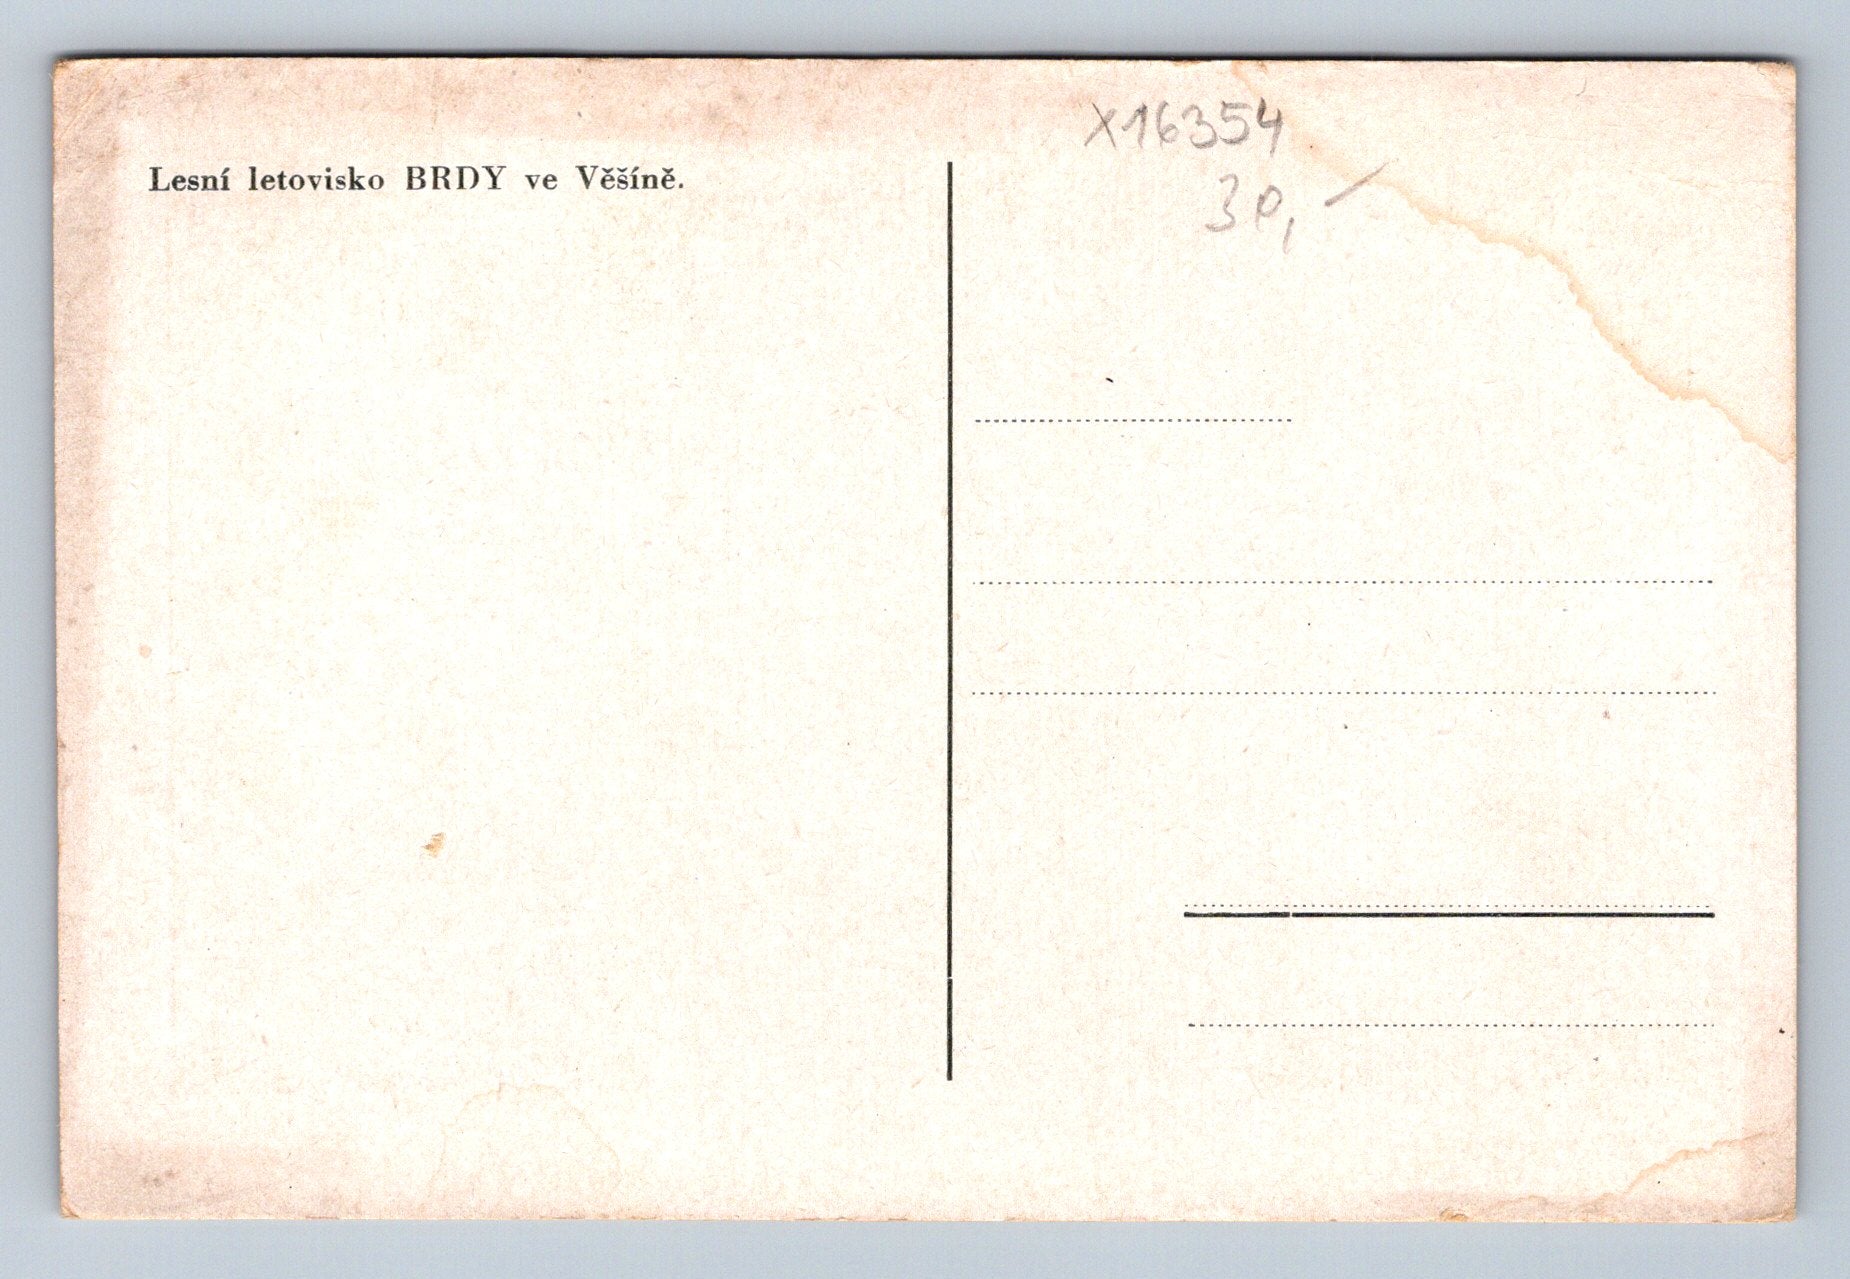 Lesní letovisko BRDY ve Věšíně.
X16354
30,-